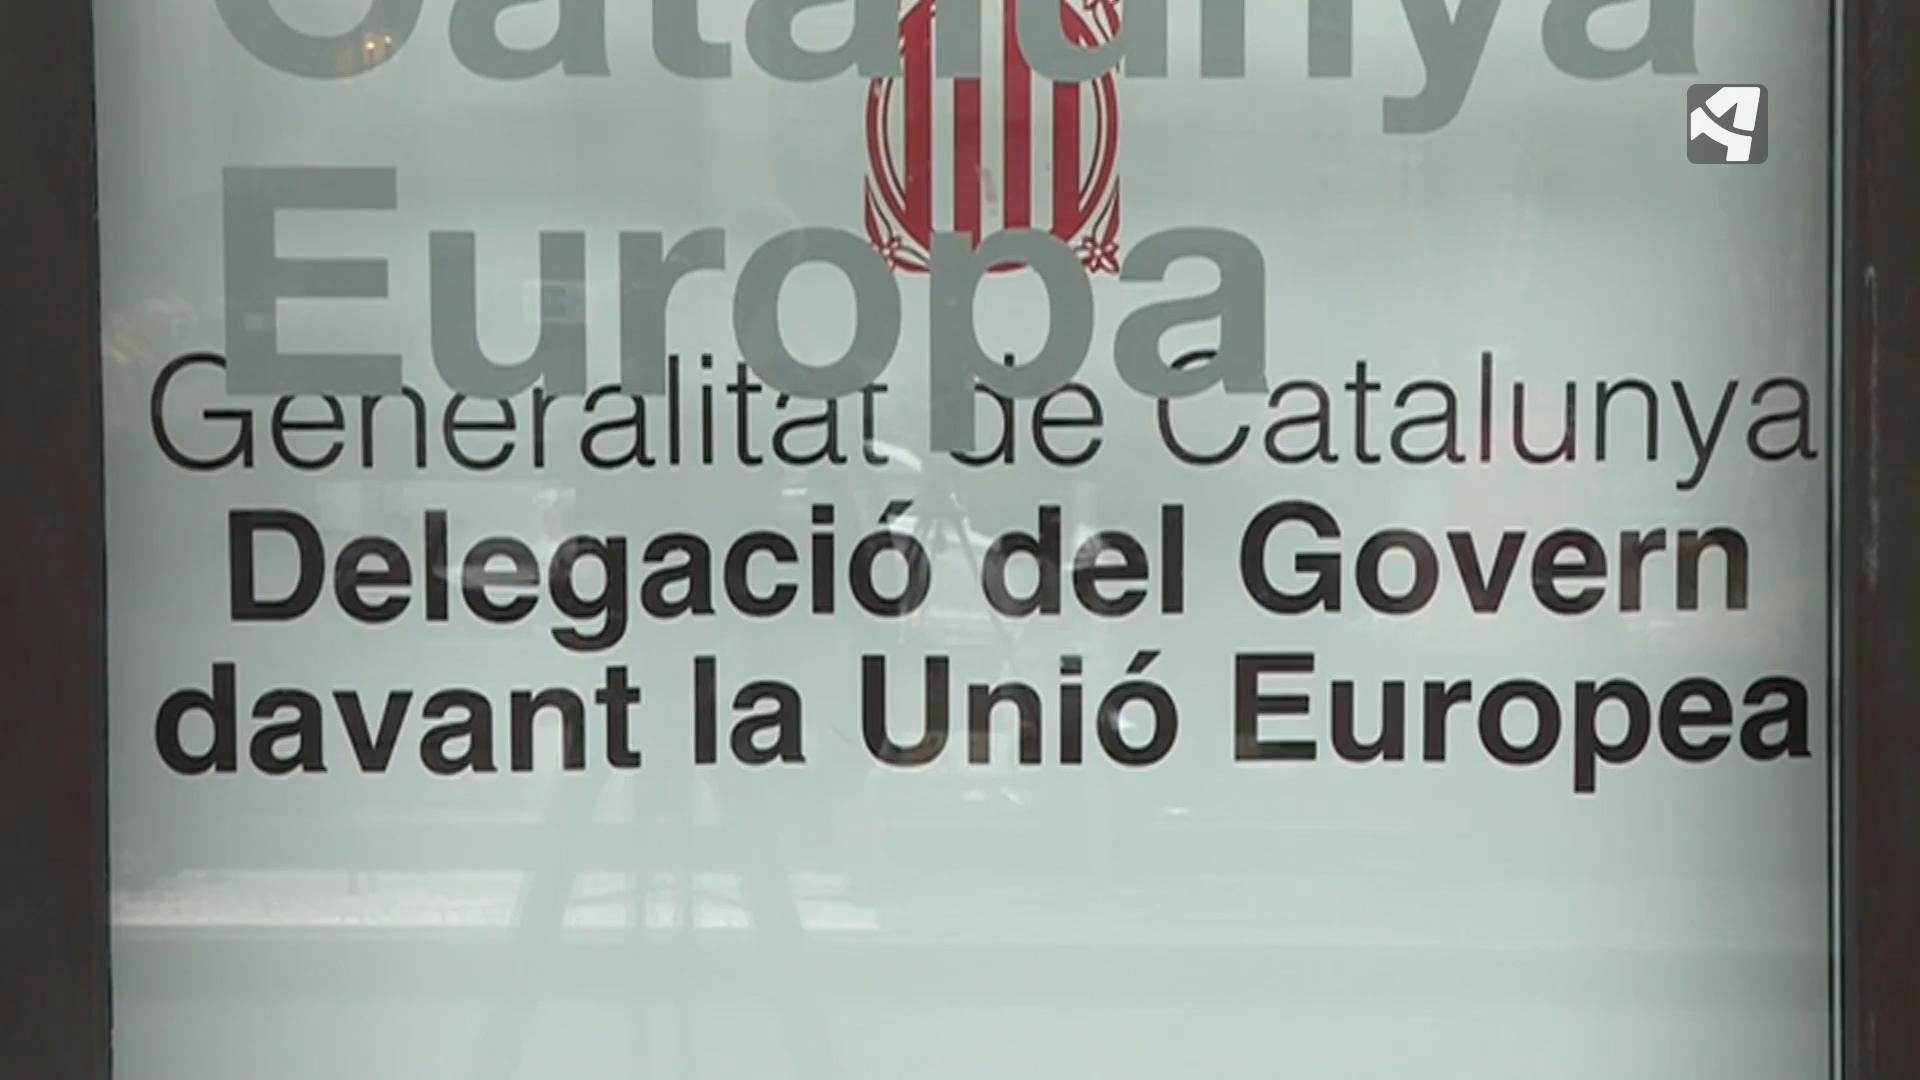 Catalunya
Europa
Generalitat de Catalunya
Delegació del Govern
davant la Unió Europea